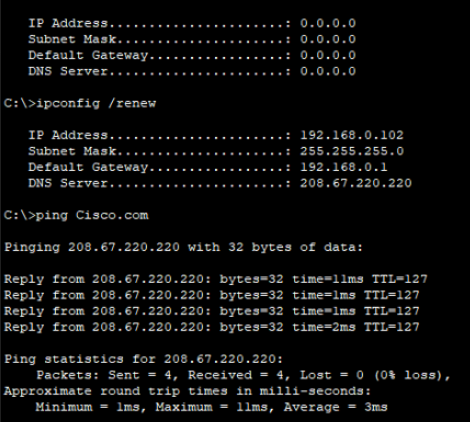 IP Address......................: 0.0.0.0
Subnet Mask.....................: 0.0.0.0
Default Gateway.................: 0.0.0.0
DNS Server......................: 0.0.0.0
C:\>ipconfig /renew
IP Address......................: 192.168.0.102
Subnet Mask.....................: 255.255.255.0
Default Gateway.................: 192.168.0.1
DNS Server......................: 208.67.220.220
C:\>ping Cisco.com
Pinging 208.67.220.220 with 32 bytes of data:
Reply from 208.67.220.220: bytes=32 time=11ms TTL=127
Reply from 208.67.220.220: bytes=32 time=1ms TTL=127
Reply from 208.67.220.220: bytes=32 time=1ms TTL=127
Reply from 208.67.220.220: bytes=32 time=2ms TTL=127
Ping statistics for 208.67.220.220:
Packets: Sent = 4, Received = 4, Lost = 0 (0% loss),
Approximate round trip times in milli-seconds:
Minimum = 1ms, Maximum = 11ms, Average = 3ms